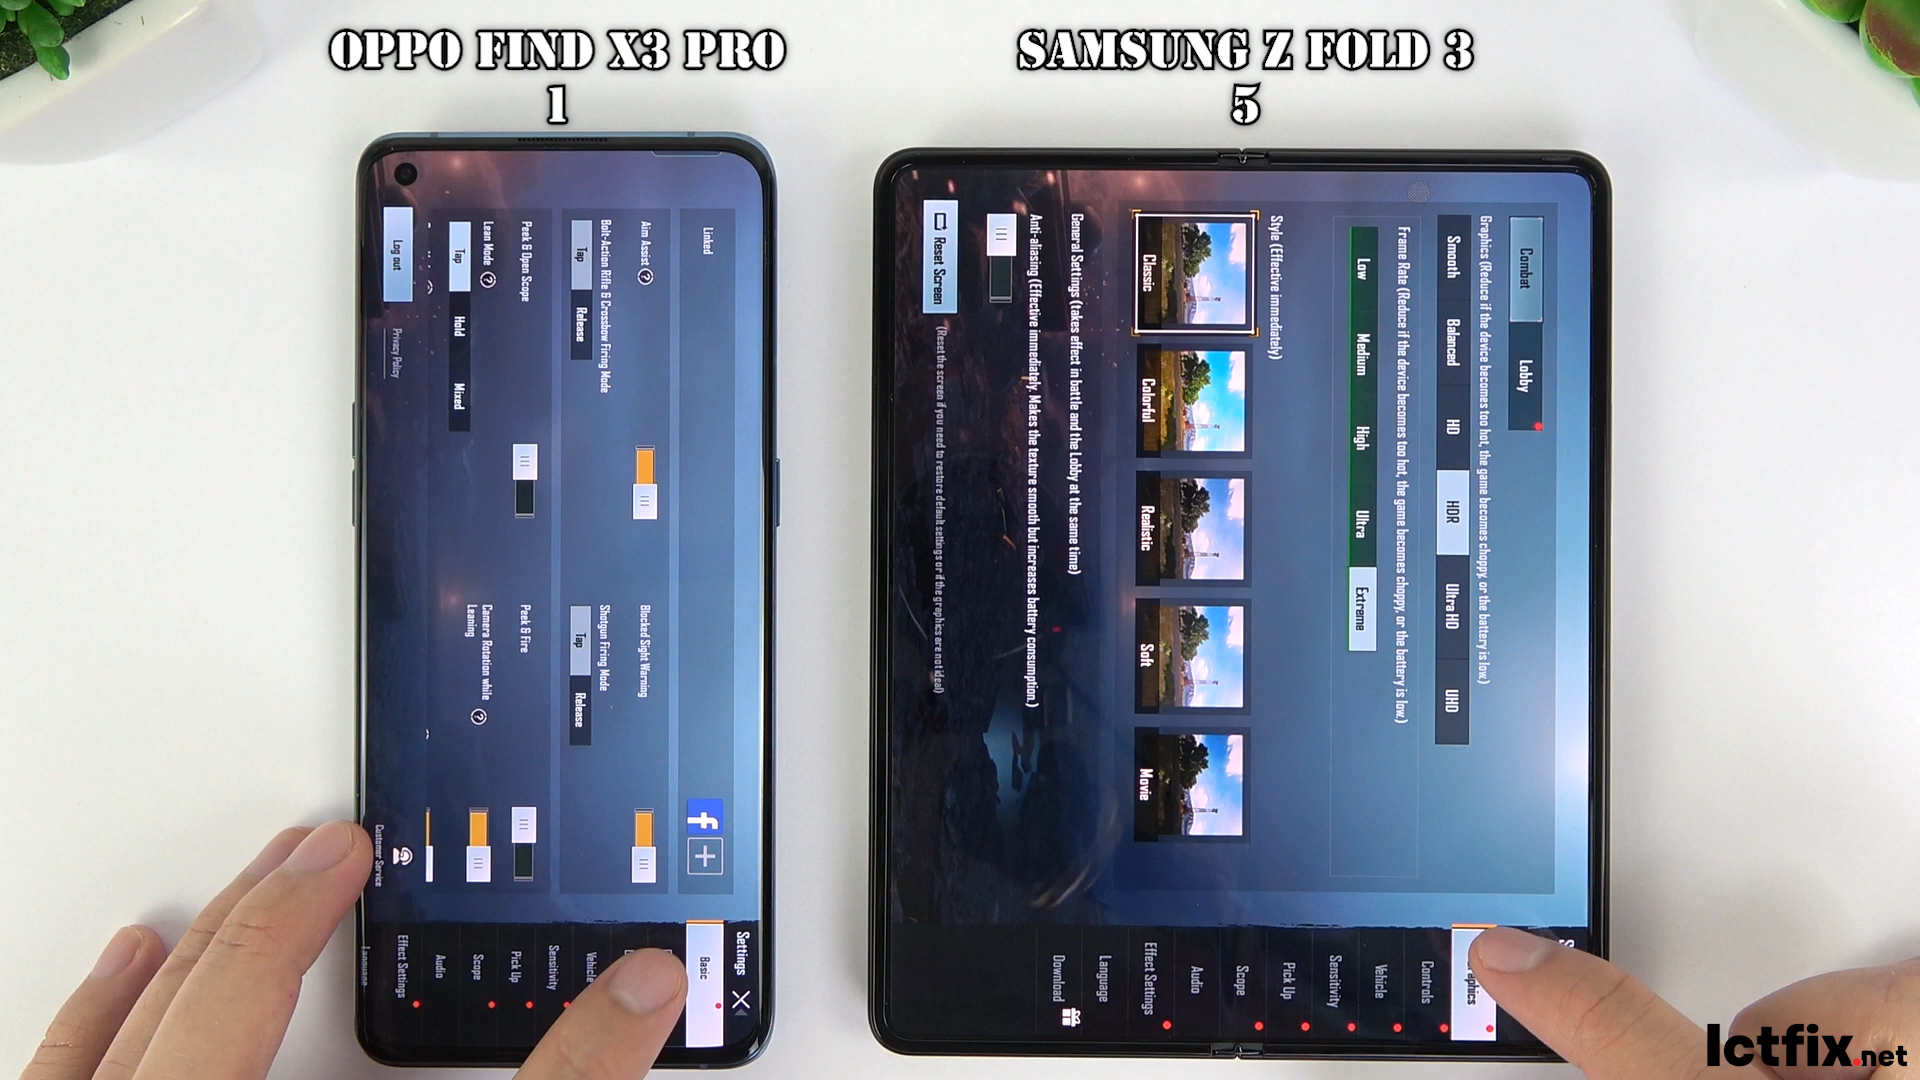 OPPO FIND X3 PRO
1
SAMSUNG Z FOLD 3
5
Linked
Aim Assist ?
Blocked Sight Warning
Bolt-Action Rifle & Crossbow Firing Mode
Tap Release
Shotgun Firing Mode
Tap Release
Peek & Open Scope
Peek & Fire
Lean Mode ?
Tap Hold Mixed
Camera Rotation while Leaning ?
Log out
Privacy Policy
Customer Service
Settings
Basic
Vehicle
Sensitivity
Pick Up
Scope
Audio
Effect Settings
Language
Combat Lobby
Graphics (Reduce if the device becomes too hot, the game becomes choppy, or the battery is low.)
Smooth Balanced HD HDR Ultra HD UHD
Frame Rate (Reduce if the device becomes too hot, the game becomes choppy, or the battery is low.)
Low Medium High Ultra Extreme
Style (Effective immediately)
Classic Colorful Realistic Soft Movie
General Settings (takes effect in battle and the Lobby at the same time)
Anti-aliasing (Effective immediately. Makes the texture smooth but increases battery consumption.)
Reset Screen (Reset the screen if you need to restore default settings or if the graphics are not ideal)
Controls
Vehicle
Sensitivity
Pick Up
Scope
Audio
Effect Settings
Language
Download
Ictfix.net